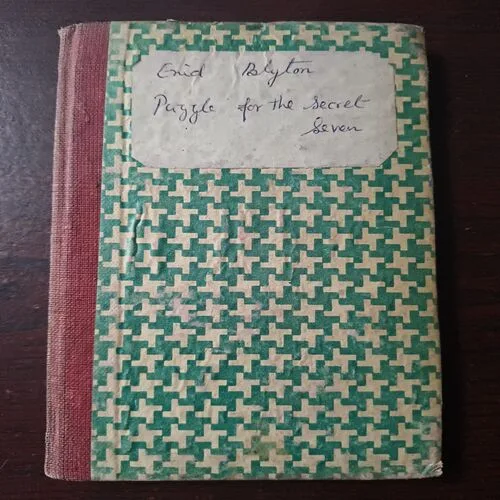 Enid Blyton
Puzzle for the Secret
Seven